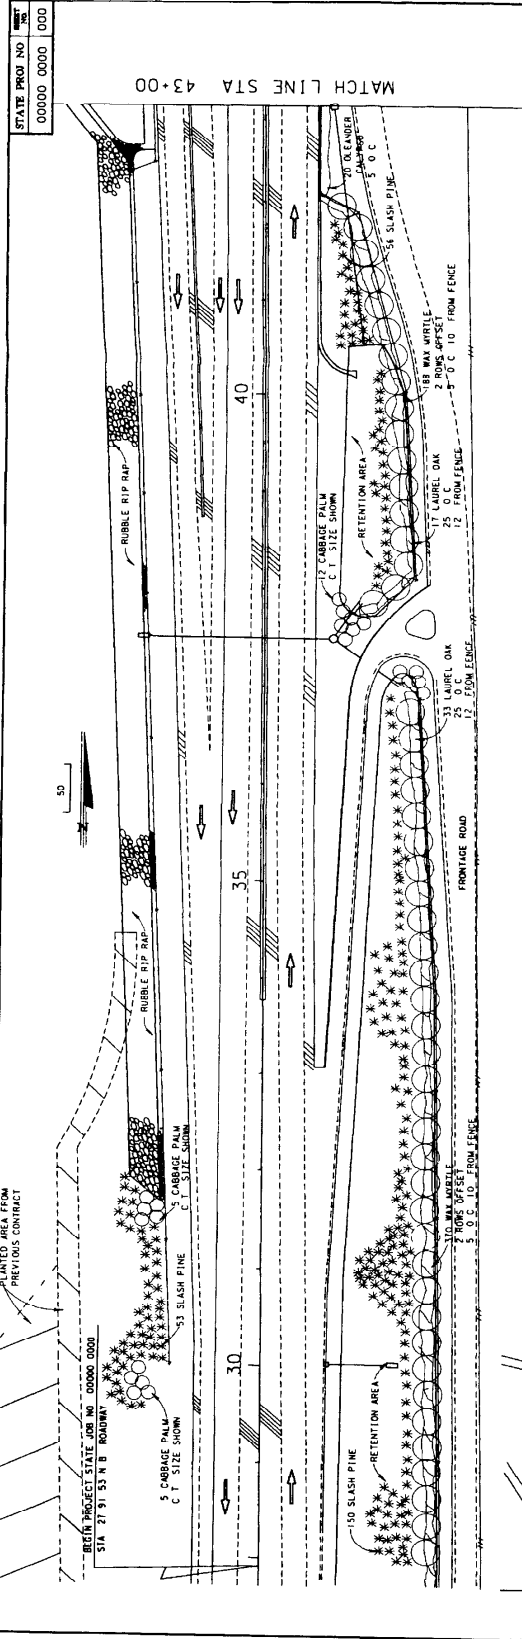 STATE PROJ NO
SHEET NO.
00000 0000
000
MATCH LINE STA 43+00
20 OLEANDER
CALYPSO
5 O C
56 SLASH PINE
188 WAX MYRTLE
2 ROWS OFFSET
5 O C 10 FROM FENCE
17 LAUREL OAK
25 O C
12 FROM FENCE
40
RUBBLE RIP RAP
12 CABBAGE PALM
C T SIZE SHOWN
RETENTION AREA
33 LAUREL OAK
25 O C
12 FROM FENCE
50
N
35
FRONTAGE ROAD
RUBBLE RIP RAP
5 CABBAGE PALM
C T SIZE SHOWN
53 SLASH PINE
310 WAX MYRTLE
2 ROWS OFFSET
5 O C 10 FROM FENCE
PLANTED AREA FROM
PREVIOUS CONTRACT
30
5 CABBAGE PALM
C T SIZE SHOWN
RETENTION AREA
150 SLASH PINE
BEGIN PROJECT STATE JOB NO 00000 0000
STA 27 91 53 N B ROADWAY